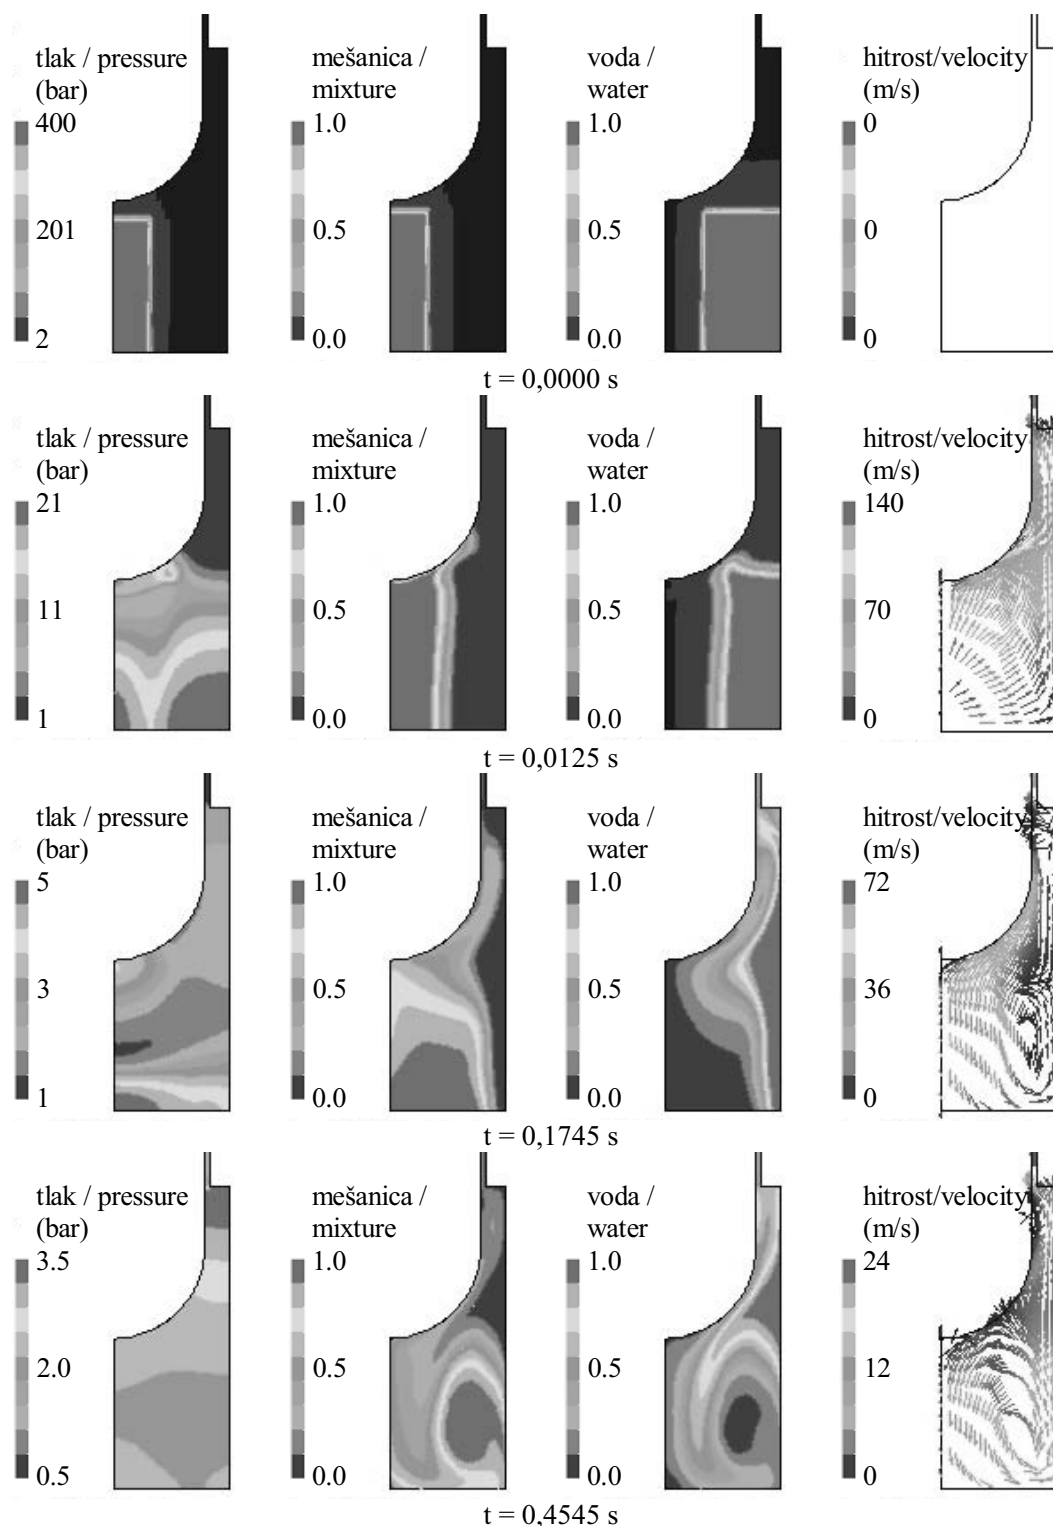 tlak / pressure
(bar)
400
201
2
mešanica /
mixture
1.0
0.5
0.0
voda /
water
1.0
0.5
0.0
hitrost/velocity
(m/s)
0
0
0
t = 0,0000 s
tlak / pressure
(bar)
21
11
1
mešanica /
mixture
1.0
0.5
0.0
voda /
water
1.0
0.5
0.0
hitrost/velocity
(m/s)
140
70
0
t = 0,0125 s
tlak / pressure
(bar)
5
3
1
mešanica /
mixture
1.0
0.5
0.0
voda /
water
1.0
0.5
0.0
hitrost/velocity
(m/s)
72
36
0
t = 0,1745 s
tlak / pressure
(bar)
3.5
2.0
0.5
mešanica /
mixture
1.0
0.5
0.0
voda /
water
1.0
0.5
0.0
hitrost/velocity
(m/s)
24
12
0
t = 0,4545 s